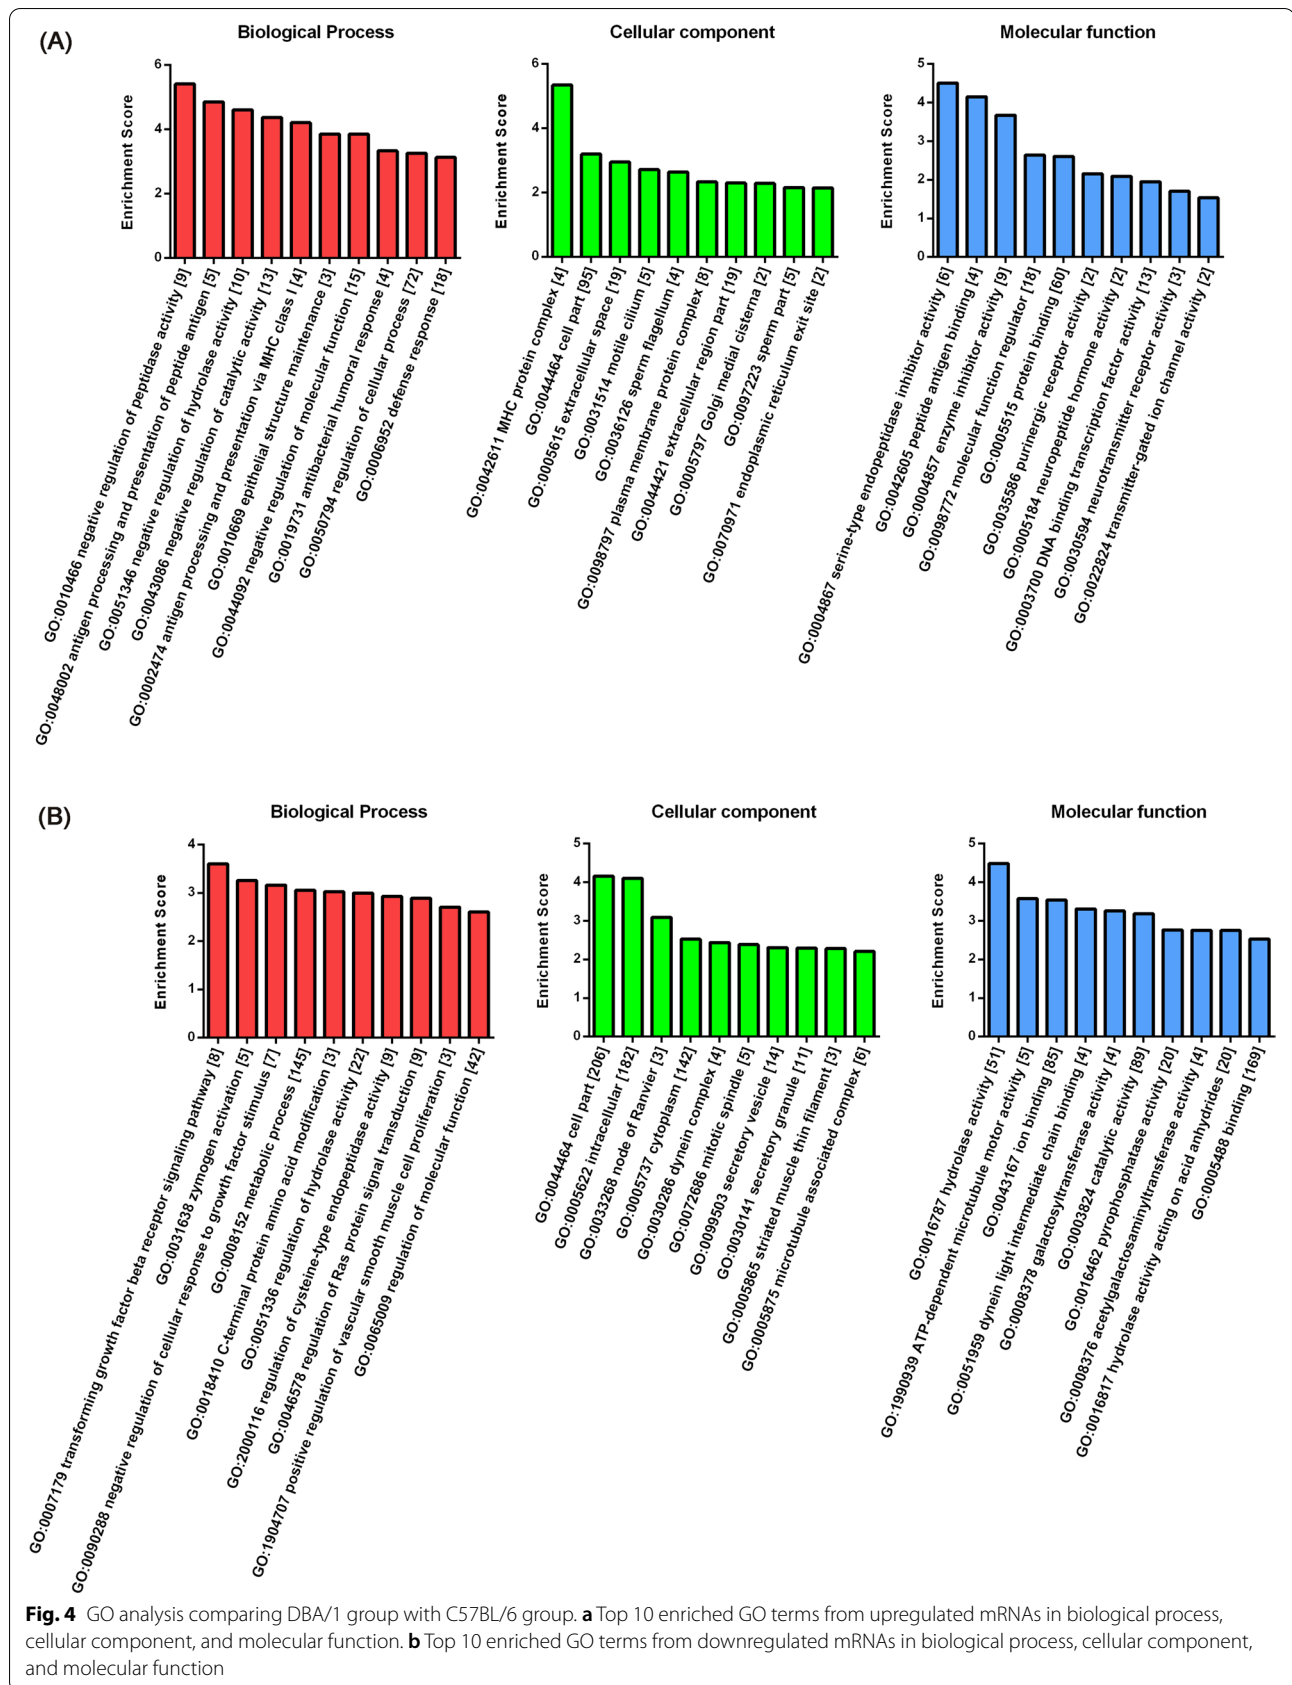 (A)
Biological Process
Enrichment Score
6
4
2
0
GO:0010466 negative regulation of peptidase activity [9]
GO:0048002 antigen processing and presentation of peptide antigen [5]
GO:0051346 negative regulation of hydrolase activity [10]
GO:0043086 negative regulation of catalytic activity [13]
GO:0002474 antigen processing and presentation via MHC class I [4]
GO:0010669 epithelial structure maintenance [3]
GO:0044092 negative regulation of molecular function [15]
GO:0019731 antibacterial humoral response [4]
GO:0050794 regulation of cellular process [72]
GO:0006952 defense response [18]
Cellular component
Enrichment Score
6
4
2
0
GO:0042611 MHC protein complex [4]
GO:0044464 cell part [95]
GO:0005615 extracellular space [19]
GO:0031514 motile cilium [5]
GO:0036126 sperm flagellum [4]
GO:0098797 plasma membrane protein complex [8]
GO:0044421 extracellular region part [19]
GO:0005797 Golgi medial cisterna [2]
GO:0097223 sperm part [5]
GO:0070971 endoplasmic reticulum exit site [2]
Molecular function
Enrichment Score
5
4
3
2
1
0
GO:0004867 serine-type endopeptidase inhibitor activity [6]
GO:0042605 peptide antigen binding [4]
GO:0004857 enzyme inhibitor activity [9]
GO:0098772 molecular function regulator [18]
GO:0005515 protein binding [60]
GO:0035586 purinergic receptor activity [2]
GO:0005184 neuropeptide hormone activity [2]
GO:0003700 DNA binding transcription factor activity [13]
GO:0030594 neurotransmitter receptor activity [3]
GO:0022824 transmitter-gated ion channel activity [2]
(B)
Biological Process
Enrichment Score
4
3
2
1
0
GO:0007179 transforming growth factor beta receptor signaling pathway [8]
GO:0031638 zymogen activation [5]
GO:0090288 negative regulation of cellular response to growth factor stimulus [7]
GO:0008152 metabolic process [145]
GO:0018410 C-terminal protein amino acid modification [3]
GO:0051336 regulation of hydrolase activity [22]
GO:2000116 regulation of cysteine-type endopeptidase activity [9]
GO:0046578 regulation of Ras protein signal transduction [9]
GO:1904707 positive regulation of vascular smooth muscle cell proliferation [3]
GO:0065009 regulation of molecular function [42]
Cellular component
Enrichment Score
5
4
3
2
1
0
GO:0044464 cell part [206]
GO:0005622 intracellular [182]
GO:0033268 node of Ranvier [3]
GO:0005737 cytoplasm [142]
GO:0030286 dynein complex [4]
GO:0072686 mitotic spindle [5]
GO:0099503 secretory vesicle [14]
GO:0030141 secretory granule [11]
GO:0005865 striated muscle thin filament [3]
GO:0005875 microtubule associated complex [6]
Molecular function
Enrichment Score
5
4
3
2
1
0
GO:0016787 hydrolase activity [51]
GO:1990939 ATP-dependent microtubule motor activity [5]
GO:0043167 ion binding [85]
GO:0051959 dynein light intermediate chain binding [4]
GO:0008378 galactosyltransferase activity [4]
GO:0003824 catalytic activity [89]
GO:0016462 pyrophosphatase activity [20]
GO:0008376 acetylgalactosaminyltransferase activity [4]
GO:0016817 hydrolase activity acting on acid anhydrides [20]
GO:0005488 binding [169]
Fig. 4 GO analysis comparing DBA/1 group with C57BL/6 group. a Top 10 enriched GO terms from upregulated mRNAs in biological process,
cellular component, and molecular function. b Top 10 enriched GO terms from downregulated mRNAs in biological process, cellular component,
and molecular function